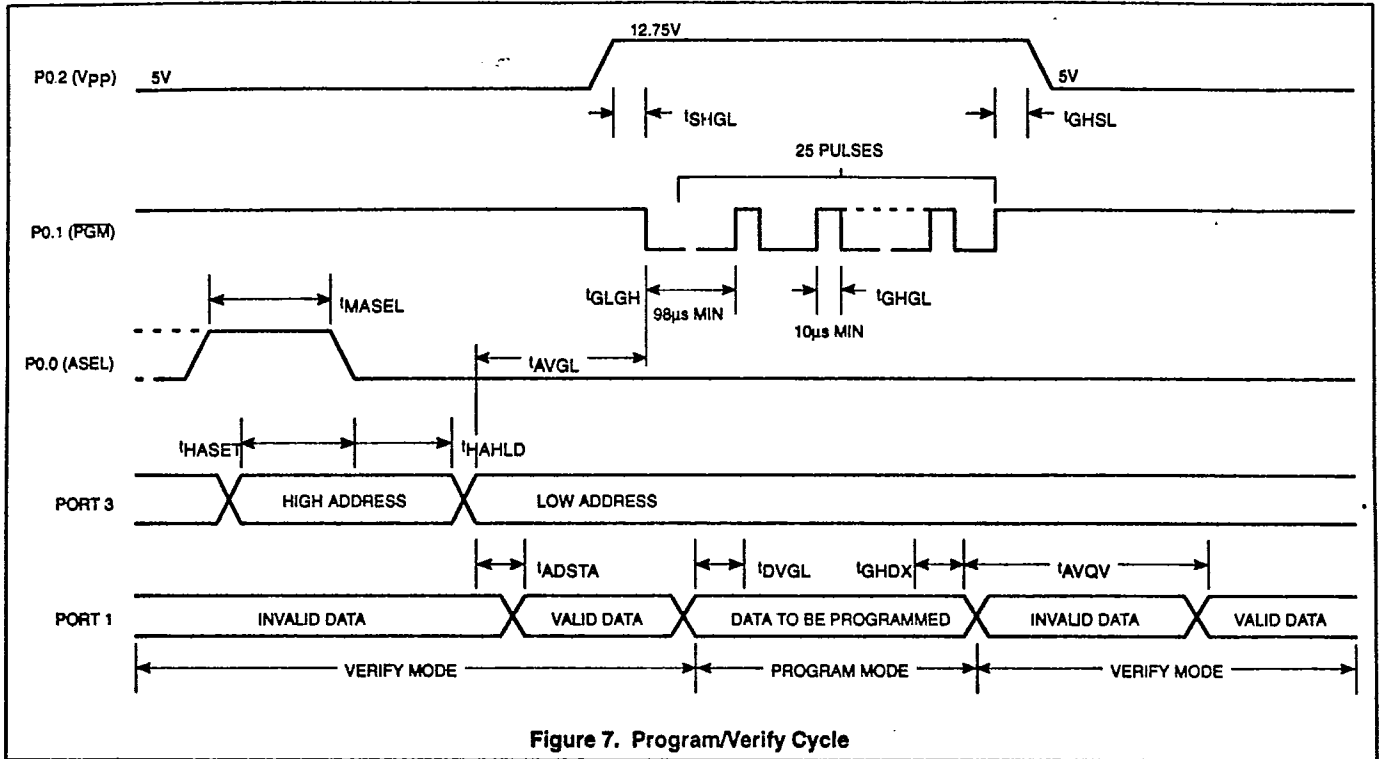 12.75V
P0.2 (VPP) 5V 5V
tSHGL tGHSL
25 PULSES
P0.1 (PGM)
tMASEL tGLGH 98µs MIN 10µs MIN tGHGL
P0.0 (ASEL) tAVGL
tHASET tHAHLD
PORT 3 HIGH ADDRESS LOW ADDRESS
tADSTA tDVGL tGHDX tAVQV
PORT 1 INVALID DATA VALID DATA DATA TO BE PROGRAMMED INVALID DATA VALID DATA
VERIFY MODE PROGRAM MODE VERIFY MODE
Figure 7. Program/Verify Cycle